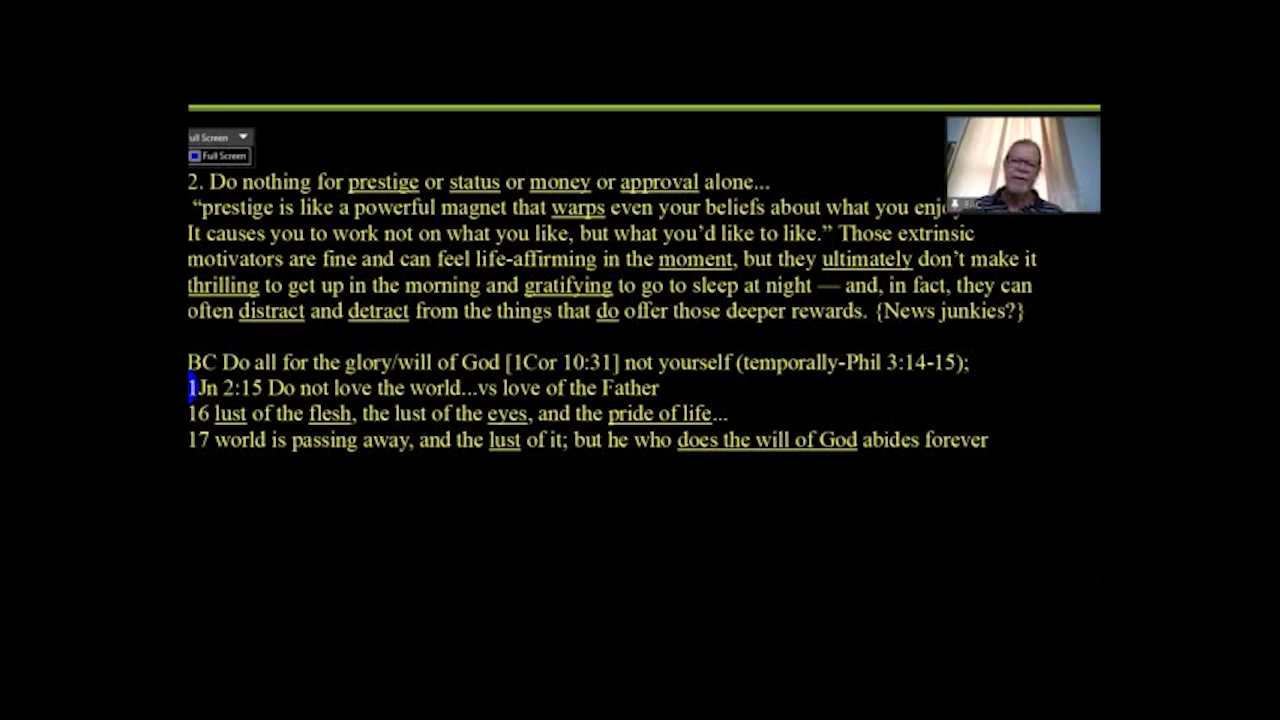 ull Screen
Full Screen
2. Do nothing for prestige or status or money or approval alone...
“prestige is like a powerful magnet that warps even your beliefs about what you enjoy
It causes you to work not on what you like, but what you’d like to like.” Those extrinsic
motivators are fine and can feel life-affirming in the moment, but they ultimately don’t make it
thrilling to get up in the morning and gratifying to go to sleep at night — and, in fact, they can
often distract and detract from the things that do offer those deeper rewards. {News junkies?}
BC Do all for the glory/will of God [1Cor 10:31] not yourself (temporally-Phil 3:14-15);
1Jn 2:15 Do not love the world...vs love of the Father
16 lust of the flesh, the lust of the eyes, and the pride of life...
17 world is passing away, and the lust of it; but he who does the will of God abides forever